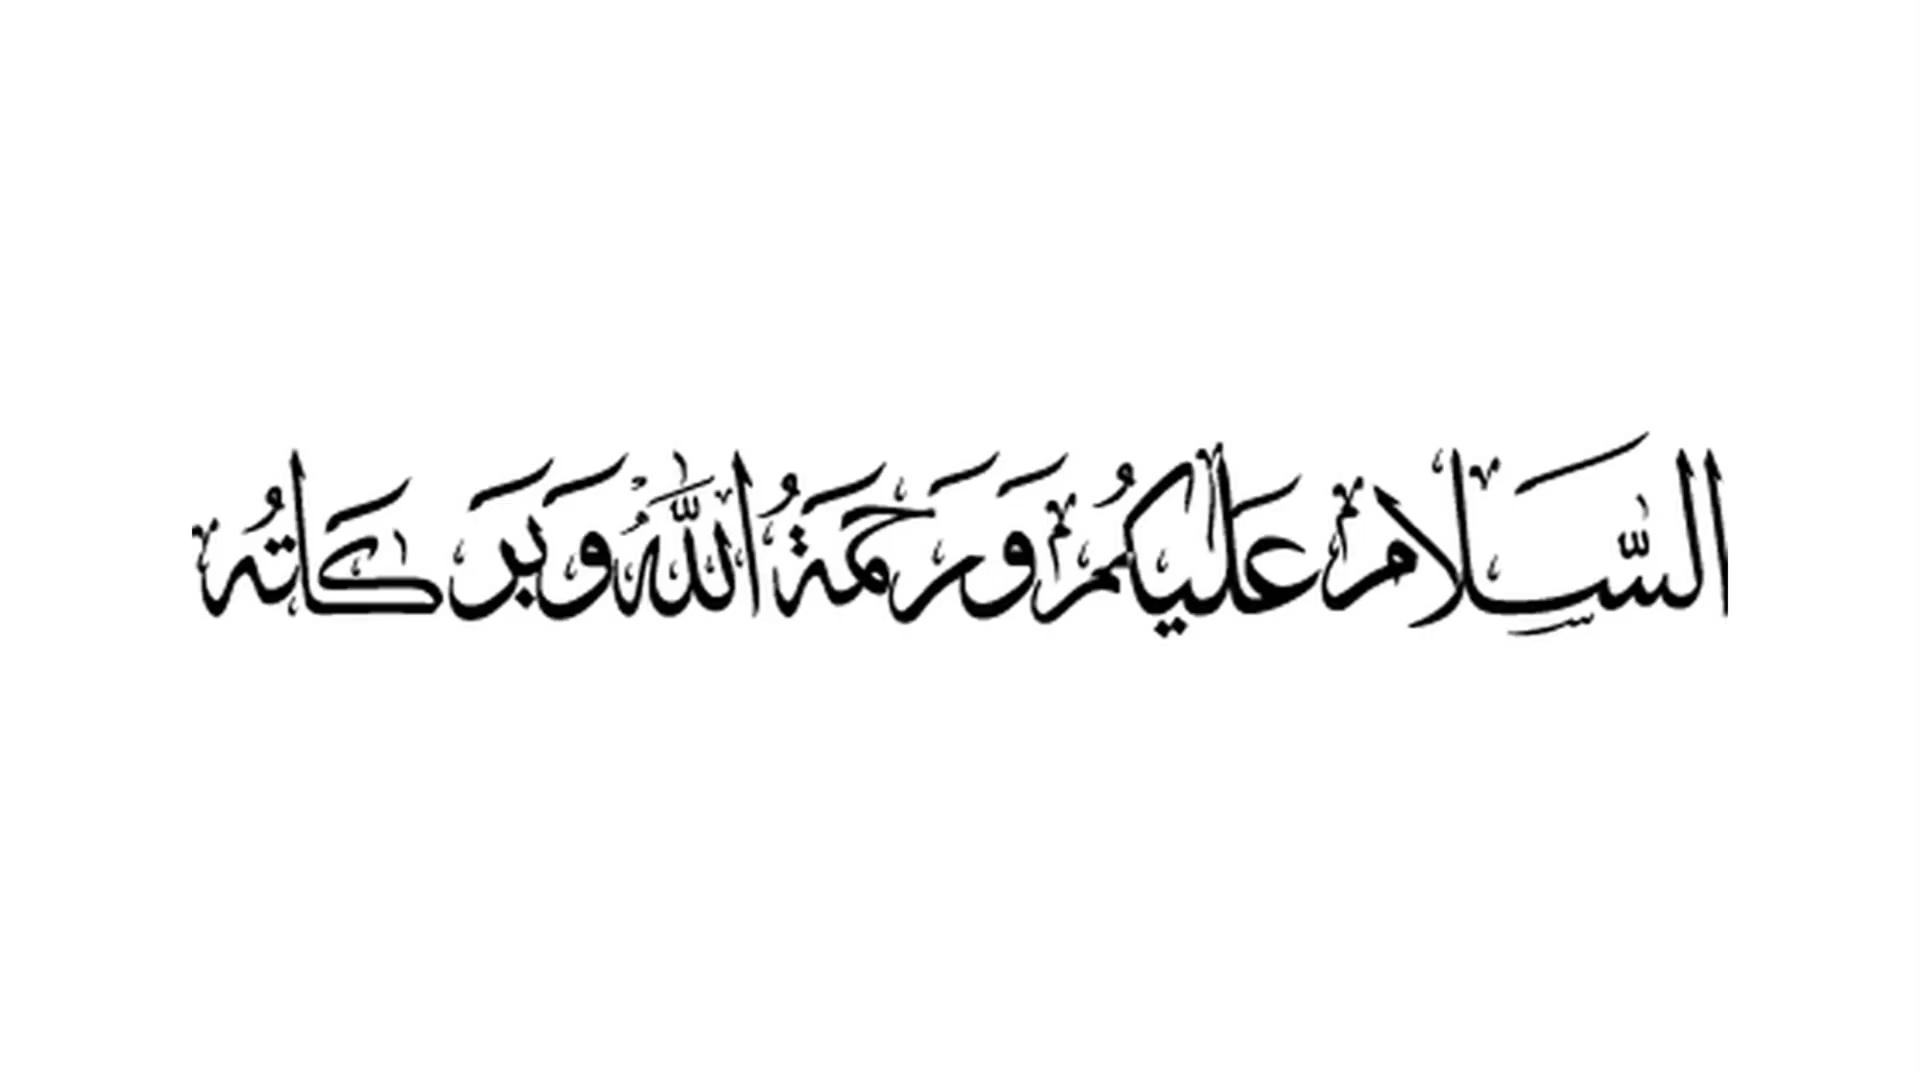 السَّلَامُ عَلَيْكُمْ وَرَحْمَةُ اللَّهِ وَبَرَكَاتُهُ